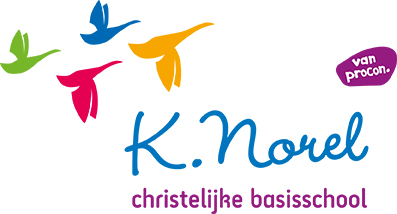 van
procon.
K. Norel
christelijke basisschool